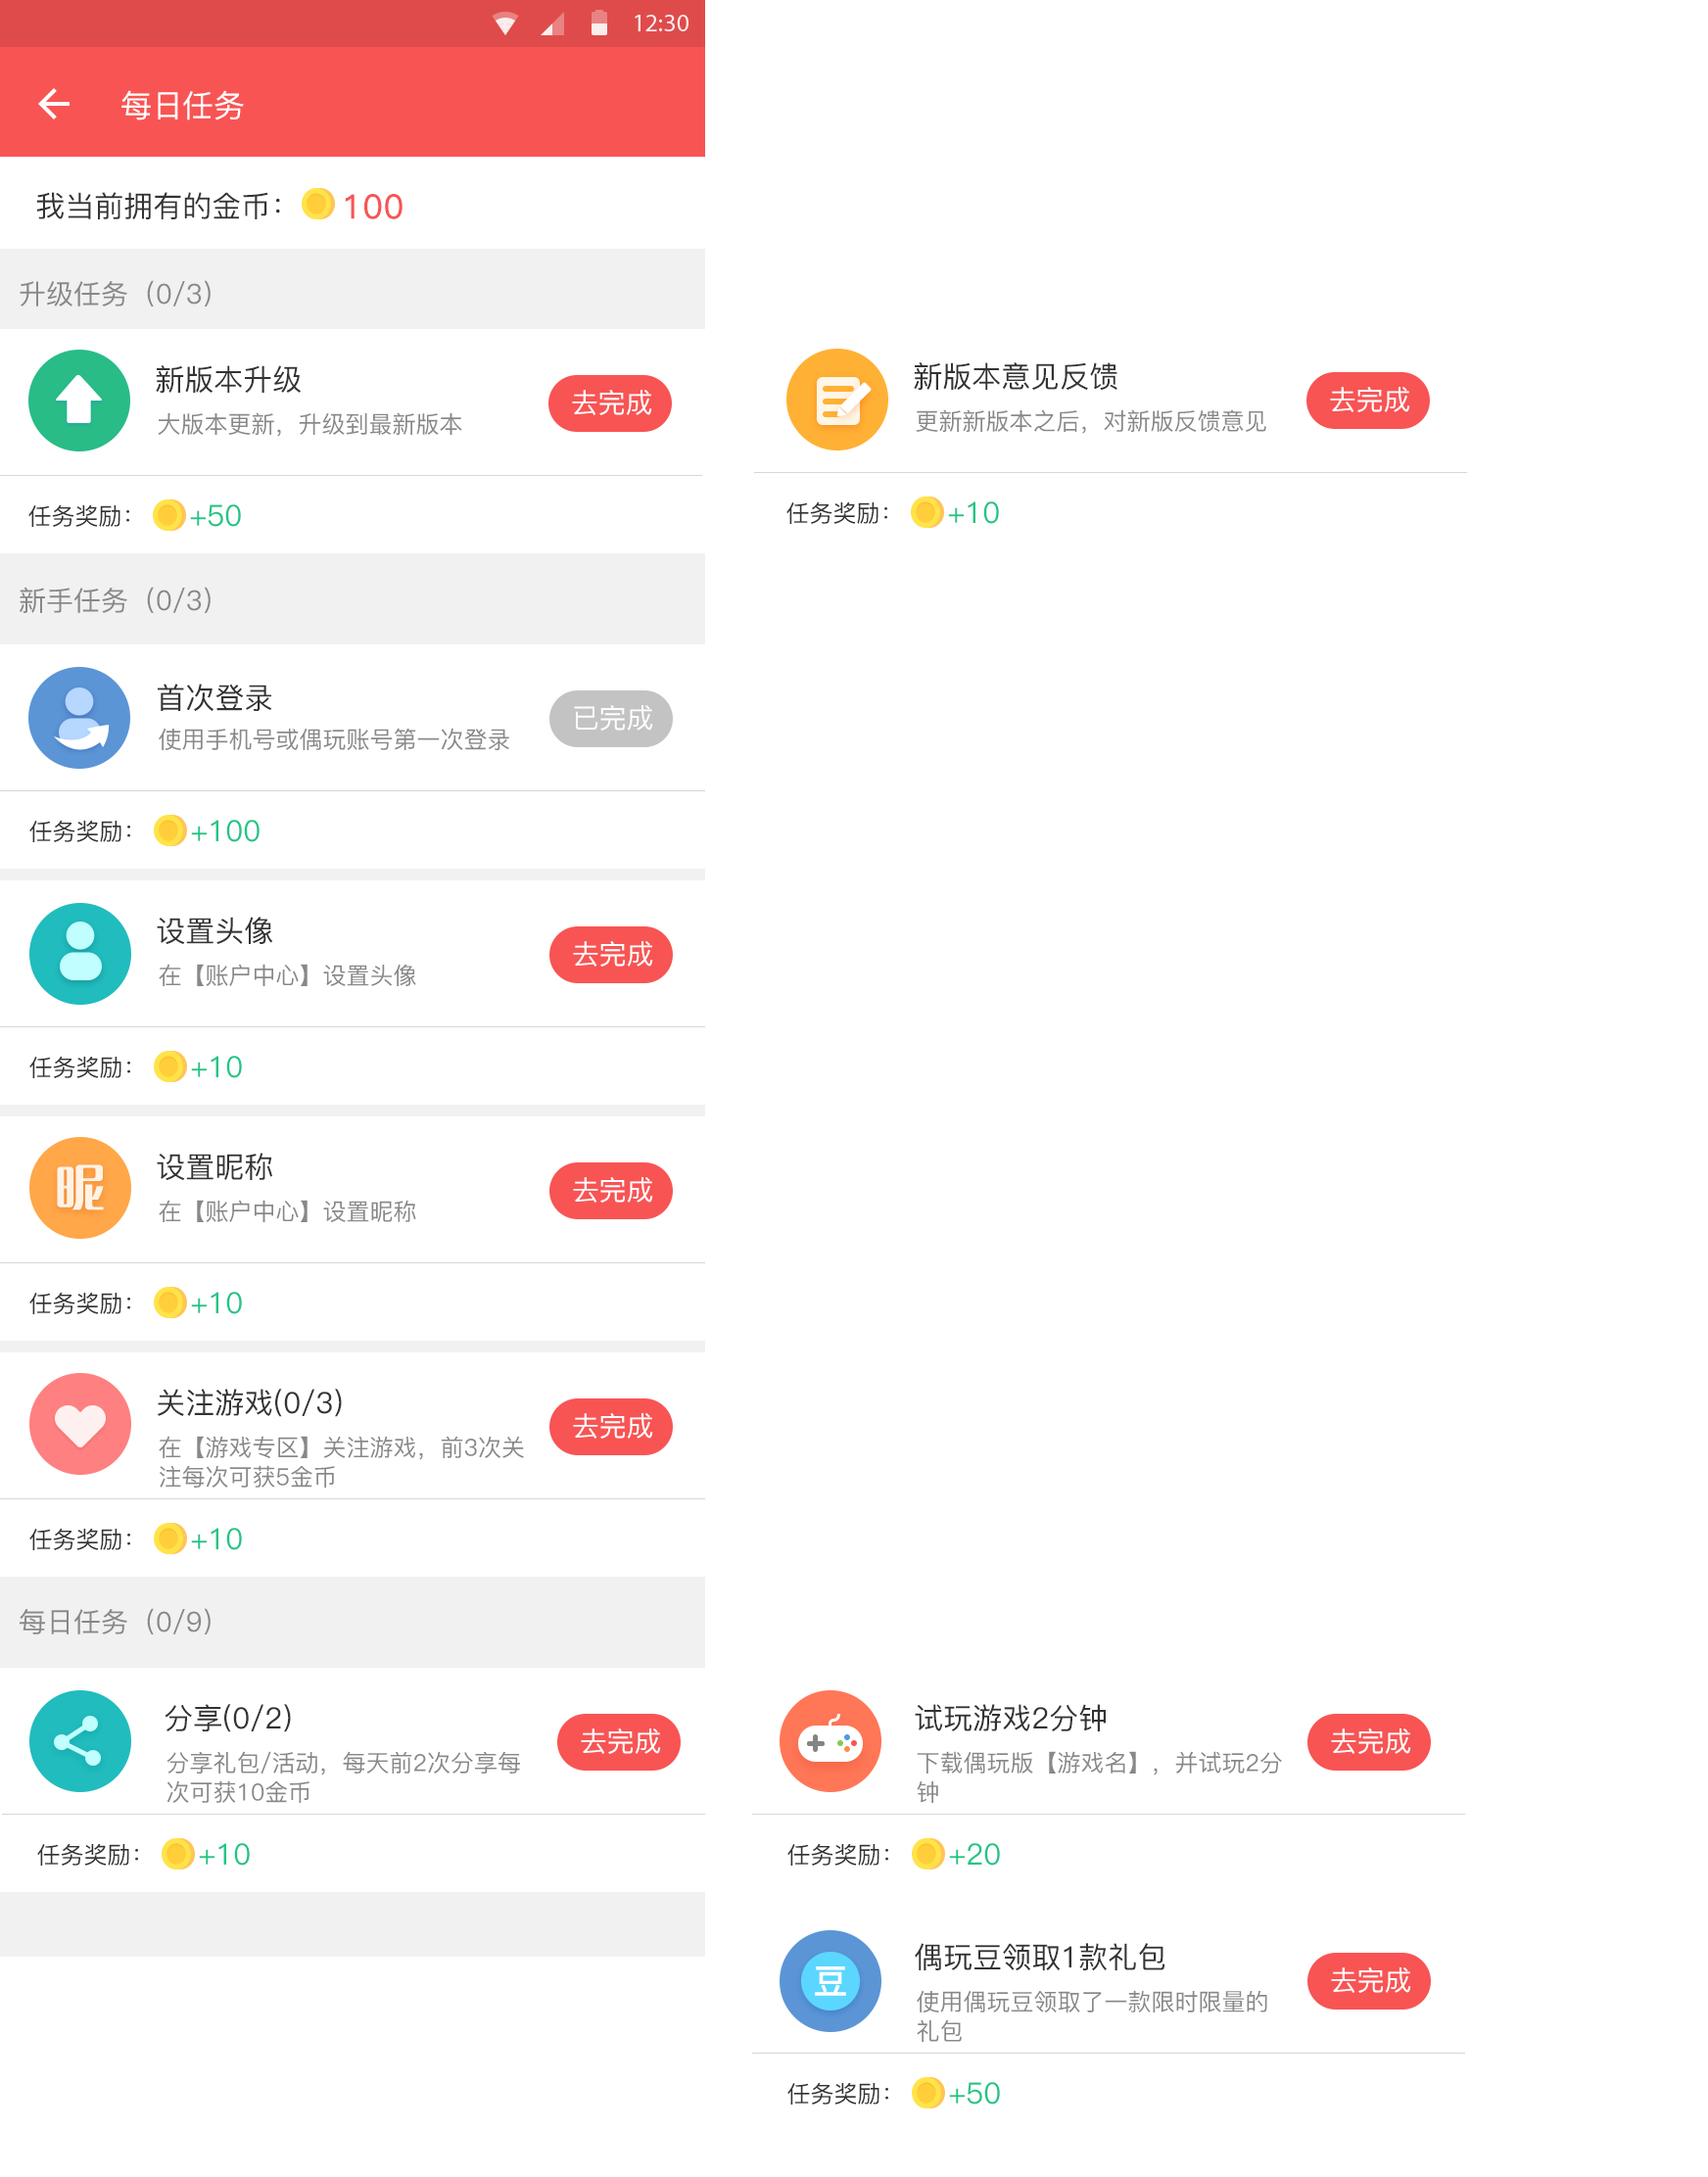 12:30
每日任务
我当前拥有的金币：100
升级任务（0/3）
新版本升级
大版本更新，升级到最新版本
去完成
任务奖励：+50
新版本意见反馈
更新新版本之后，对新版反馈意见
去完成
任务奖励：+10
新手任务（0/3）
首次登录
使用手机号或偶玩账号第一次登录
已完成
任务奖励：+100
设置头像
在【账户中心】设置头像
去完成
任务奖励：+10
昵
设置昵称
在【账户中心】设置昵称
去完成
任务奖励：+10
关注游戏(0/3)
在【游戏专区】关注游戏，前3次关
注每次可获5金币
去完成
任务奖励：+10
每日任务（0/9）
分享(0/2)
分享礼包/活动，每天前2次分享每
次可获10金币
去完成
任务奖励：+10
试玩游戏2分钟
下载偶玩版【游戏名】，并试玩2分
钟
去完成
任务奖励：+20
豆
偶玩豆领取1款礼包
使用偶玩豆领取了一款限时限量的
礼包
去完成
任务奖励：+50